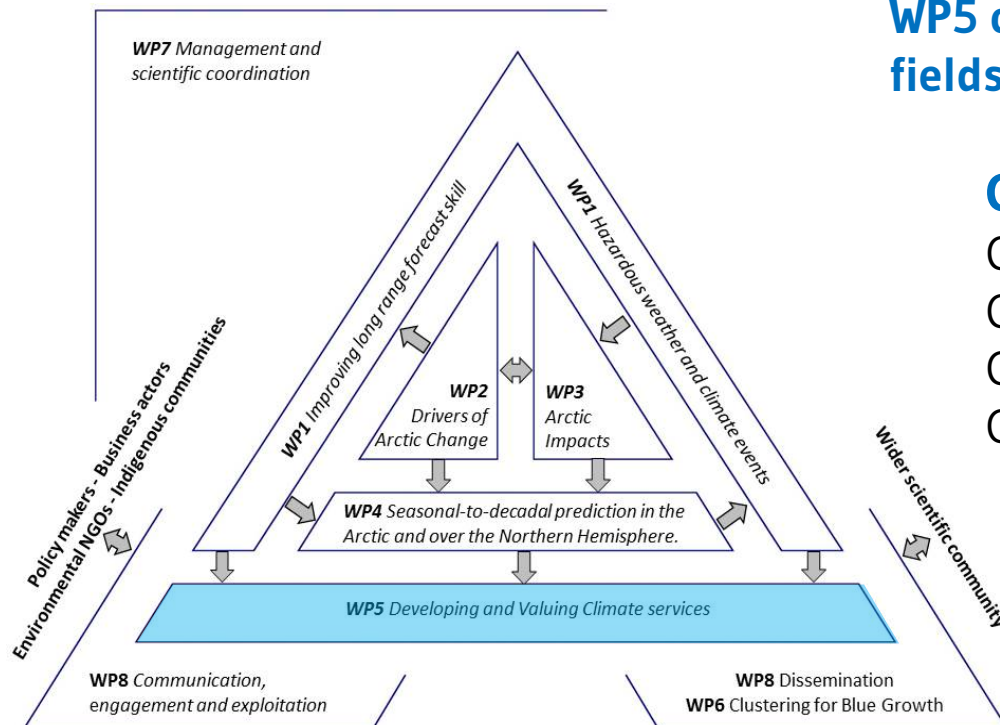 WP5
fields
WP7 Management and
scientific coordination
WP1 Improving long range forecast skill
WP1 Hazardous weather and climate events
WP2
Drivers of
Arctic Change
WP3
Arctic
Impacts
WP4 Seasonal-to-decadal prediction in the
Arctic and over the Northern Hemisphere.
Policy makers - Business actors
Environmental NGOs - Indigenous communities
Wider scientific community
WP5 Developing and Valuing Climate services
WP8 Communication,
engagement and exploitation
WP8 Dissemination
WP6 Clustering for Blue Growth